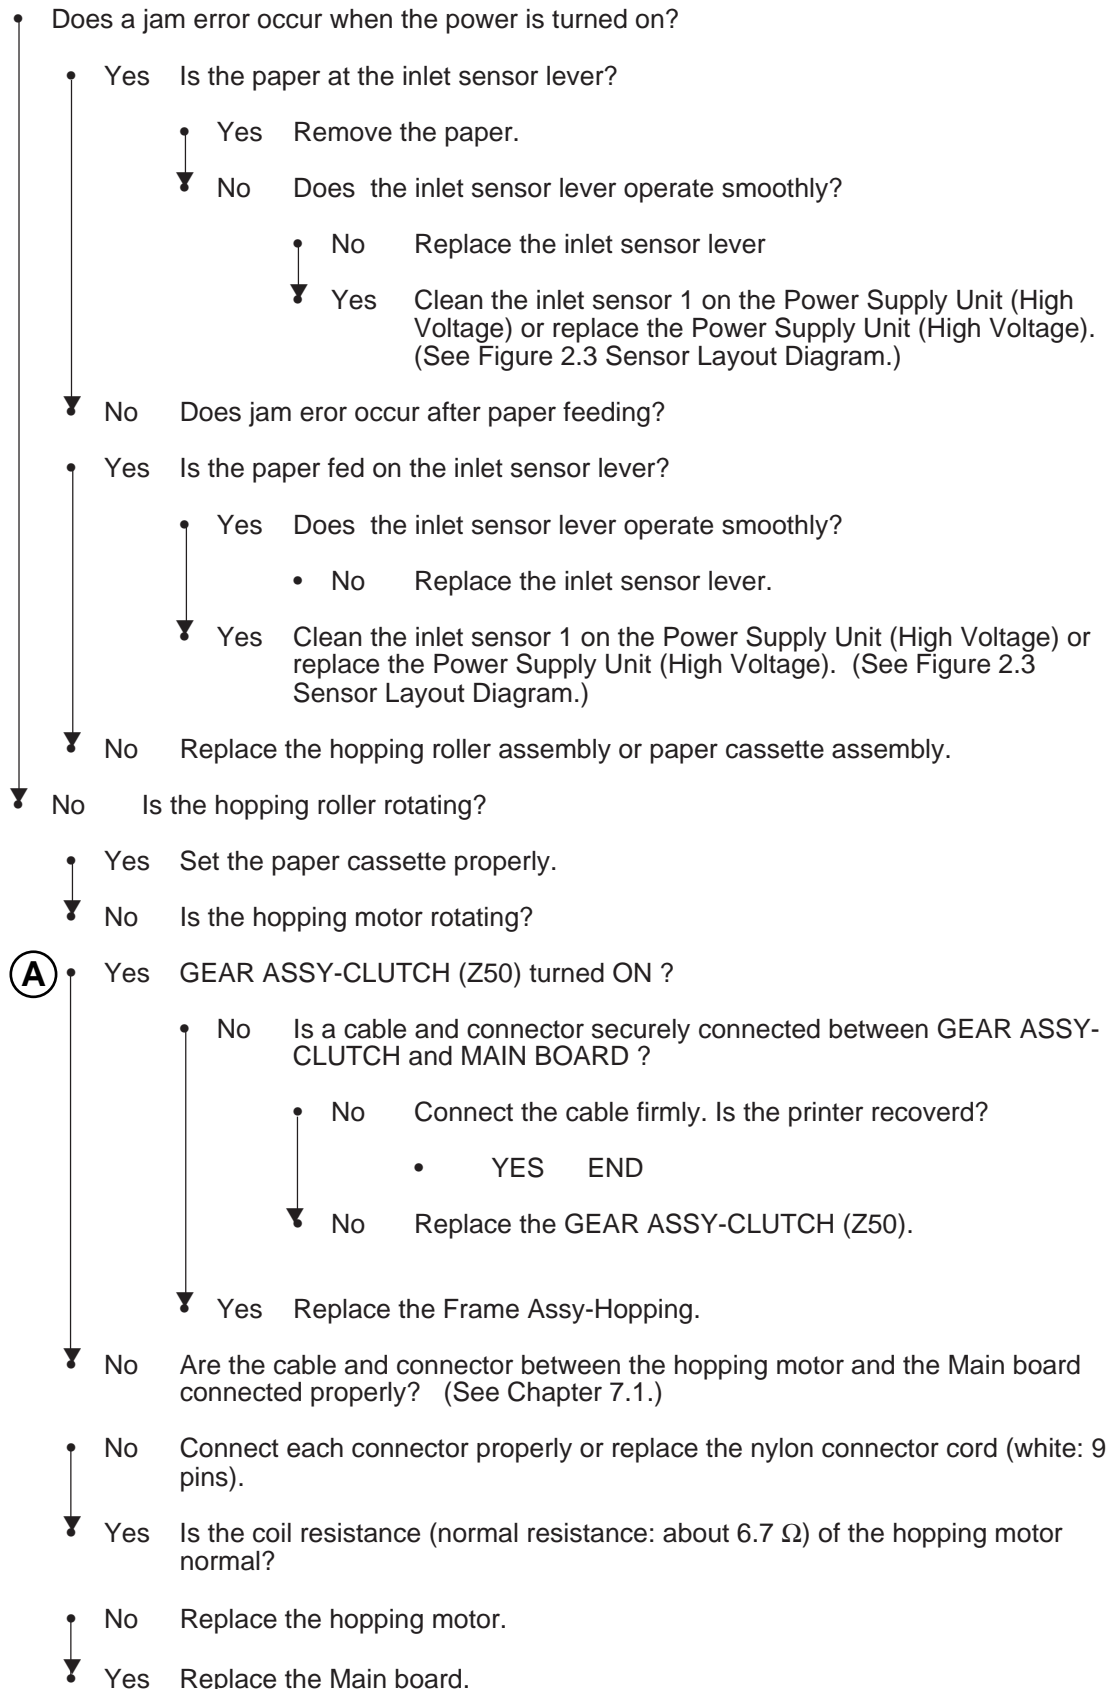 • Does a jam error occur when the power is turned on?
• Yes Is the paper at the inlet sensor lever?
• Yes Remove the paper.
• No Does the inlet sensor lever operate smoothly?
• No Replace the inlet sensor lever
• Yes Clean the inlet sensor 1 on the Power Supply Unit (High
Voltage) or replace the Power Supply Unit (High Voltage).
(See Figure 2.3 Sensor Layout Diagram.)
• No Does jam eror occur after paper feeding?
• Yes Is the paper fed on the inlet sensor lever?
• Yes Does the inlet sensor lever operate smoothly?
• No Replace the inlet sensor lever.
• Yes Clean the inlet sensor 1 on the Power Supply Unit (High Voltage) or
replace the Power Supply Unit (High Voltage). (See Figure 2.3
Sensor Layout Diagram.)
• No Replace the hopping roller assembly or paper cassette assembly.
• No Is the hopping roller rotating?
• Yes Set the paper cassette properly.
• No Is the hopping motor rotating?
A • Yes GEAR ASSY-CLUTCH (Z50) turned ON ?
• No Is a cable and connector securely connected between GEAR ASSY-
CLUTCH and MAIN BOARD ?
• No Connect the cable firmly. Is the printer recoverd?
• YES END
• No Replace the GEAR ASSY-CLUTCH (Z50).
• Yes Replace the Frame Assy-Hopping.
• No Are the cable and connector between the hopping motor and the Main board
connected properly? (See Chapter 7.1.)
• No Connect each connector properly or replace the nylon connector cord (white: 9
pins).
• Yes Is the coil resistance (normal resistance: about 6.7 Ω) of the hopping motor
normal?
• No Replace the hopping motor.
• Yes Replace the Main board.